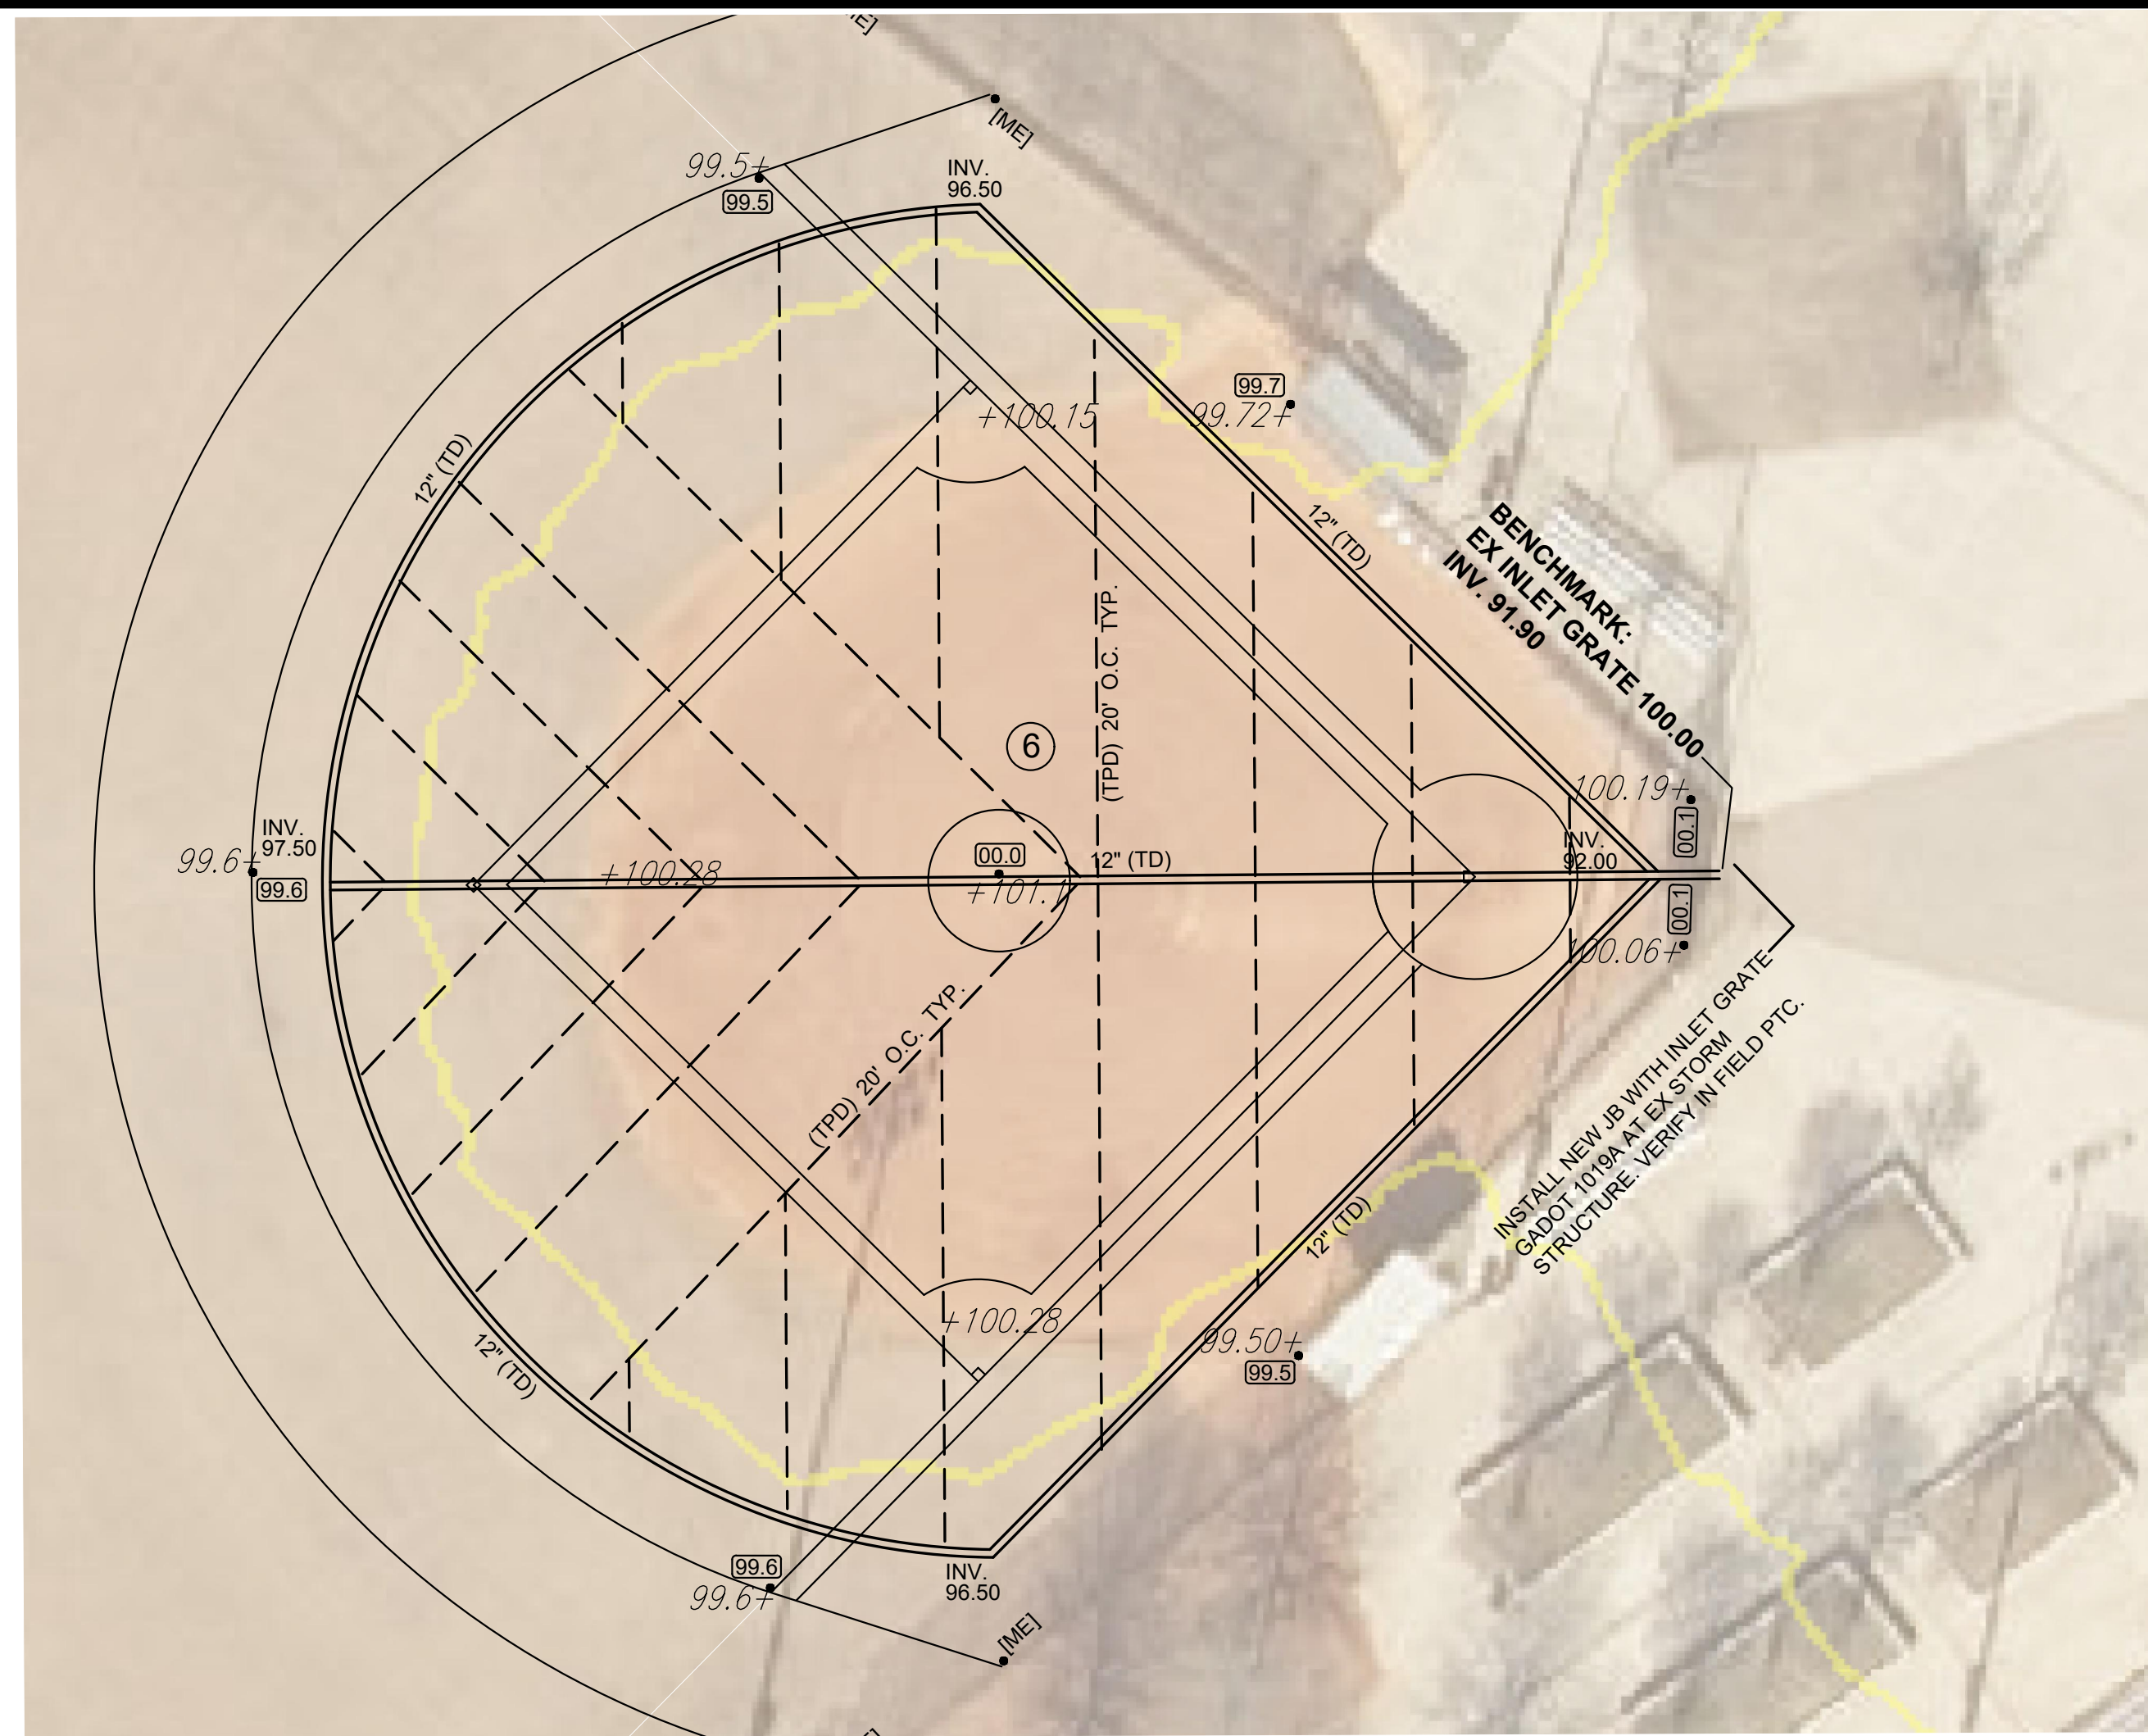 [ME]
99.5+
99.5
INV.
96.50
99.7
99.72+
+100.15
12" (TD)
12" (TD)
BENCHMARK:
EX INLET GRATE 100.00
INV. 91.90
(TPD) 20' O.C. TYP.
6
100.19+
00.1
INV.
97.50
99.6+
99.6
+100.28
00.0
+101.1
12" (TD)
INV.
92.00
00.1
100.06+
INSTALL NEW JB WITH INLET GRATE
GADOT 1019A AT EX STORM
STRUCTURE. VERIFY IN FIELD PTC.
(TPD) 20' O.C. TYP.
12" (TD)
+100.28
99.50+
99.5
12" (TD)
99.6
99.6+
INV.
96.50
[ME]